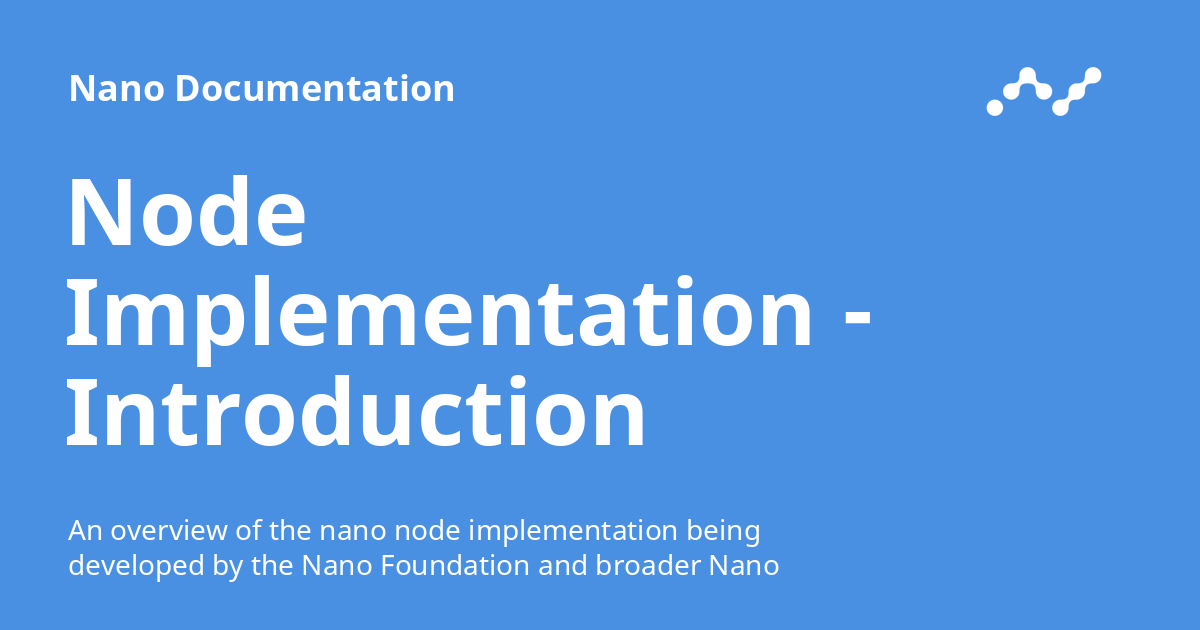 Nano Documentation
Node
Implementation -
Introduction
An overview of the nano node implementation being
developed by the Nano Foundation and broader Nano